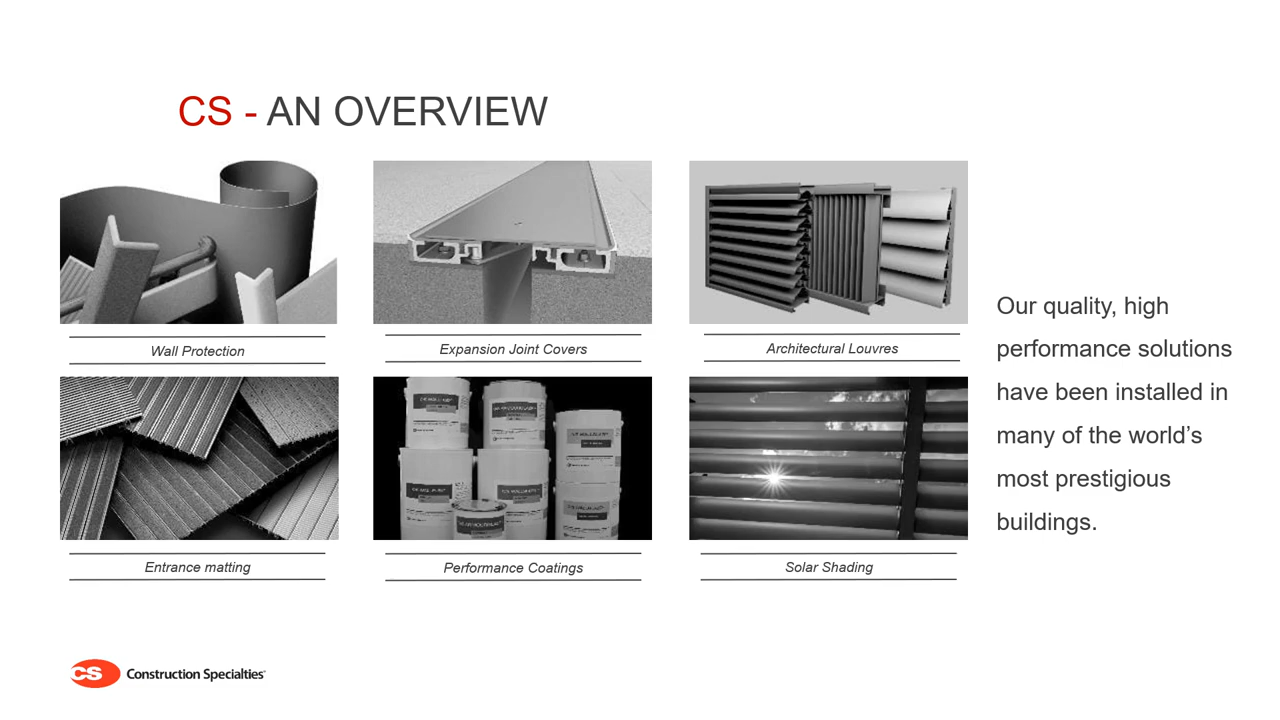 CS - AN OVERVIEW
Wall Protection
Expansion Joint Covers
Architectural Louvres
Entrance matting
Performance Coatings
Solar Shading
Our quality, high
performance solutions
have been installed in
many of the world's
most prestigious
buildings.
CS Construction Specialties